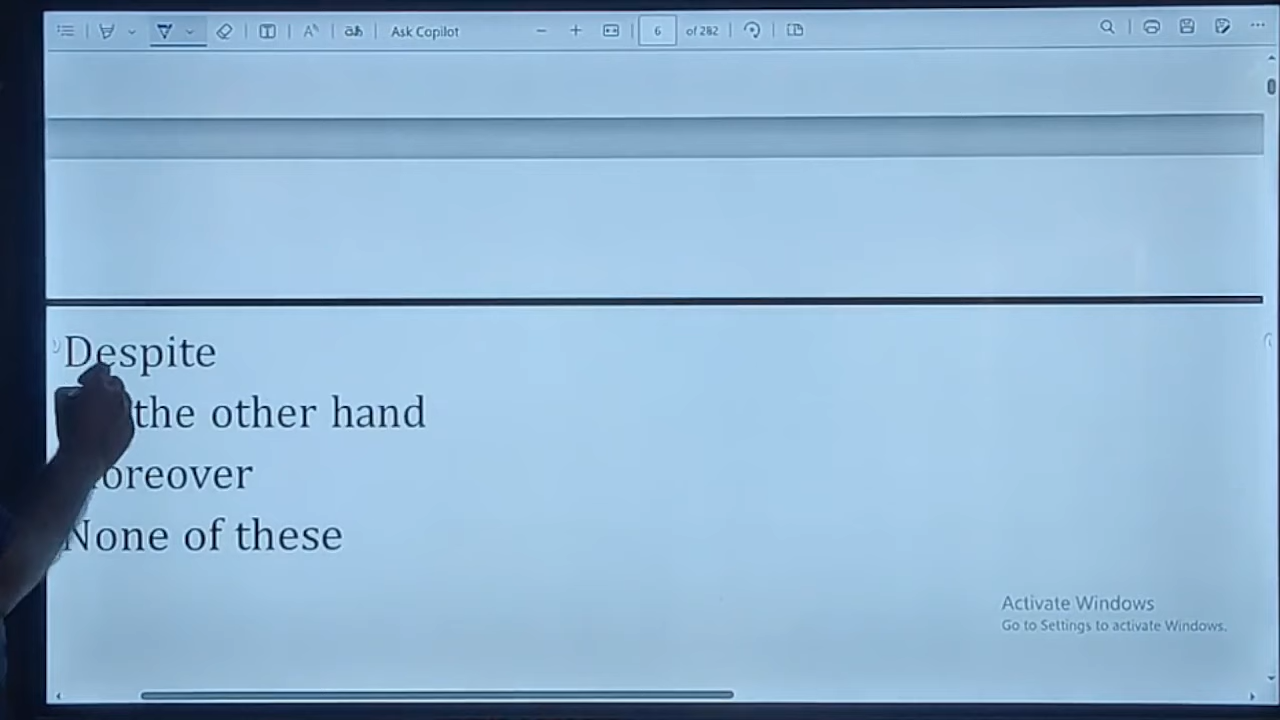 Ask Copilot
6 of 282
Despite
the other hand
oreover
None of these
Activate Windows
Go to Settings to activate Windows.